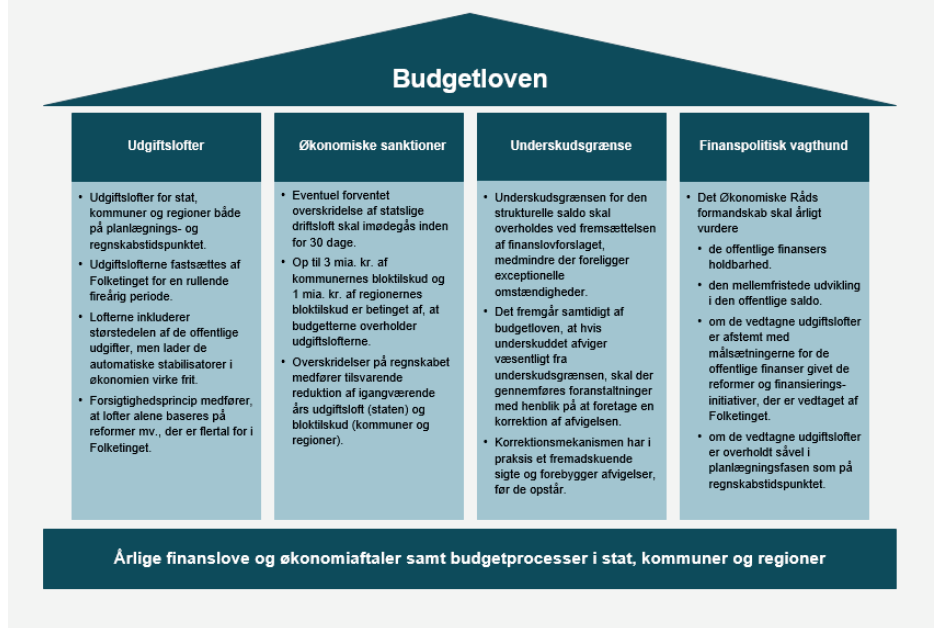 Budgetloven
Udgiftslofter
• Udgiftslofter for stat,
kommuner og regioner både
på planlægnings- og
regnskabstidspunktet.
• Udgiftslofterne fastsættes af
Folketinget for en rullende
fireårig periode.
• Lofterne inkluderer
størstedelen af de offentlige
udgifter, men lader de
automatiske stabilisatorer i
økonomien virke frit.
• Forsigtighedsprincip medfører,
at lofter alene baseres på
reformer mv., der er flertal for i
Folketinget.
Økonomiske sanktioner
• Eventuel forventet
overskridelse af statslige
driftsloft skal imødegås inden
for 30 dage.
• Op til 3 mia. kr. af
kommunernes bloktilskud og
1 mia. kr. af regionernes
bloktilskud er betinget af, at
budgetterne overholder
udgiftslofterne.
• Overskridelser på regnskabet
medfører tilsvarende
reduktion af igangværende
års udgiftsloft (staten) og
bloktilskud (kommuner og
regioner).
Underskudsgrænse
• Underskudsgrænsen for den
strukturelle saldo skal
overholdes ved fremsættelsen
af finanslovforslaget,
medmindre der foreligger
exceptionelle
omstændigheder.
• Det fremgår samtidigt af
budgetloven, at hvis
underskuddet afviger
væsentligt fra
underskudsgrænsen, skal der
gennemføres foranstaltninger
med henblik på at foretage en
korrektion af afvigelsen.
• Korrektionsmekanismen har i
praksis et fremadskuende
sigte og forebygger afvigelser,
før de opstår.
Finanspolitisk vagthund
• Det Økonomiske Råds
formandskab skal årligt
vurdere
• de offentlige finansers
holdbarhed.
• den mellemfristede udvikling
i den offentlige saldo.
• om de vedtagne udgiftslofter
er afstemt med
målsætningerne for de
offentlige finanser givet de
reformer og finansierings-
initiativer, der er vedtaget af
Folketinget.
• om de vedtagne udgiftslofter
er overholdt såvel i
planlægningsfasen som på
regnskabstidspunktet.
Årlige finanslove og økonomiaftaler samt budgetprocesser i stat, kommuner og regioner